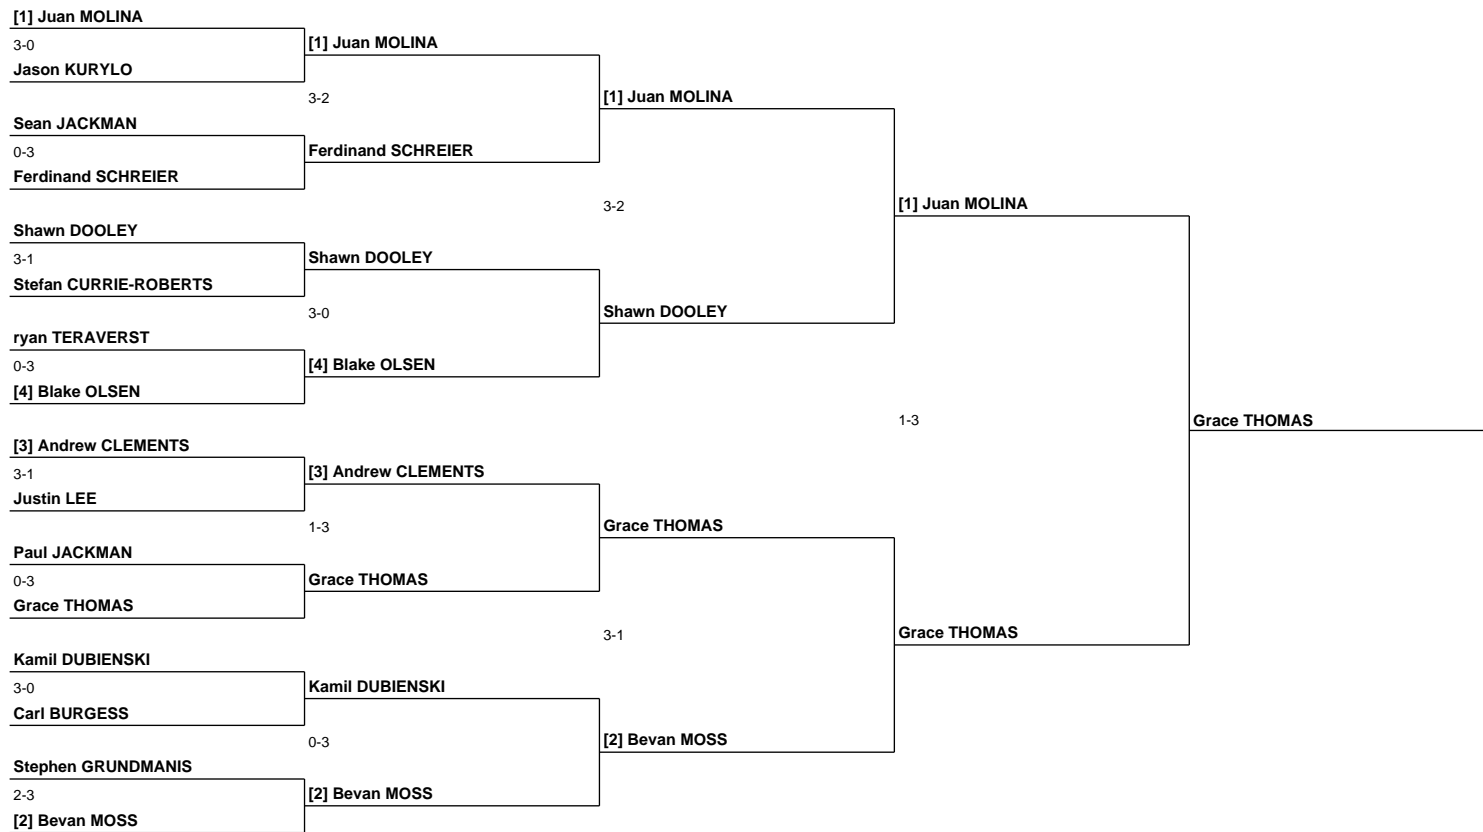 [1] Juan MOLINA
3-0
Jason KURYLO
Sean JACKMAN
0-3
Ferdinand SCHREIER
Shawn DOOLEY
3-1
Stefan CURRIE-ROBERTS
ryan TERAVERST
0-3
[4] Blake OLSEN
[3] Andrew CLEMENTS
3-1
Justin LEE
Paul JACKMAN
0-3
Grace THOMAS
Kamil DUBIENSKI
3-0
Carl BURGESS
Stephen GRUNDMANIS
2-3
[2] Bevan MOSS
[1] Juan MOLINA
3-2
Ferdinand SCHREIER
Shawn DOOLEY
3-0
[4] Blake OLSEN
[3] Andrew CLEMENTS
1-3
Grace THOMAS
Kamil DUBIENSKI
0-3
[2] Bevan MOSS
[1] Juan MOLINA
3-2
Shawn DOOLEY
Grace THOMAS
3-1
[2] Bevan MOSS
[1] Juan MOLINA
1-3
Grace THOMAS
Grace THOMAS